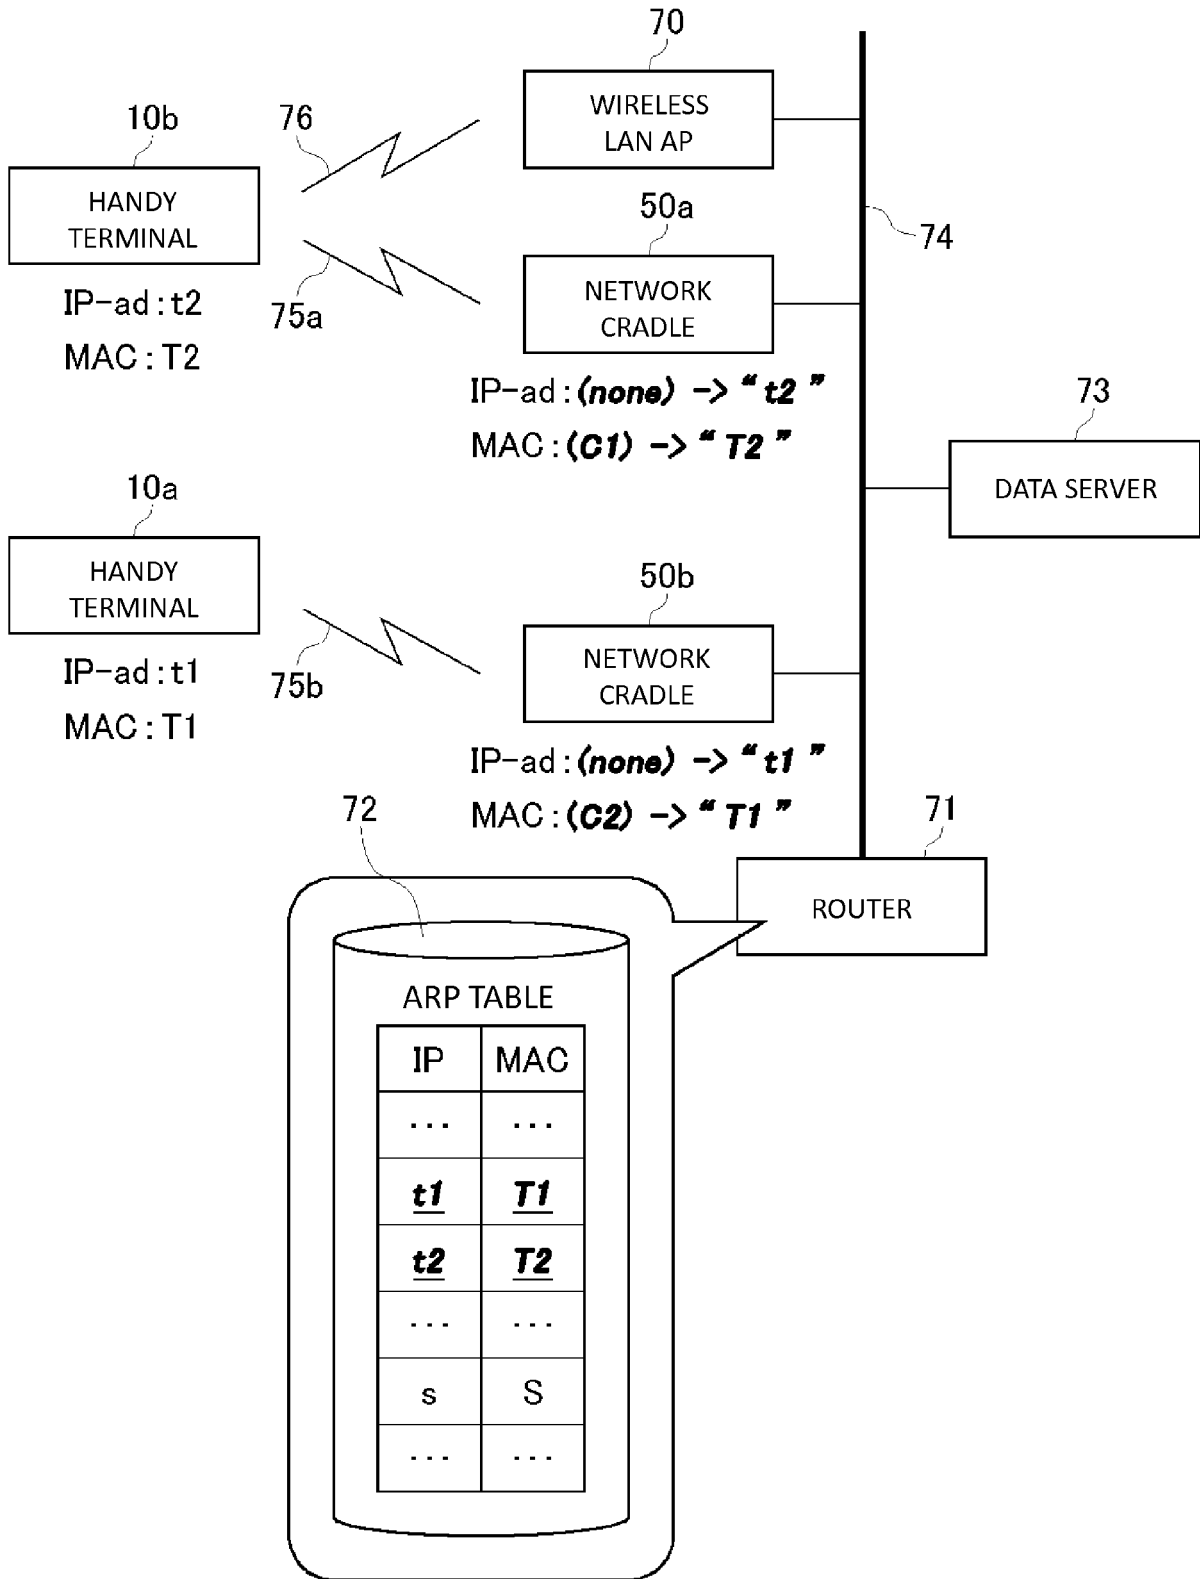 70
WIRELESS
LAN AP
10b
76
HANDY
TERMINAL
IP-ad : t2
MAC : T2
75a
50a
74
NETWORK
CRADLE
IP-ad : (none) -> “ t2 ”
MAC : (C1) -> “ T2 ”
73
DATA SERVER
10a
HANDY
TERMINAL
IP-ad : t1
MAC : T1
75b
50b
NETWORK
CRADLE
IP-ad : (none) -> “ t1 ”
MAC : (C2) -> “ T1 ”
72
71
ROUTER
ARP TABLE
IP MAC
... ...
t1 T1
t2 T2
... ...
s S
... ...